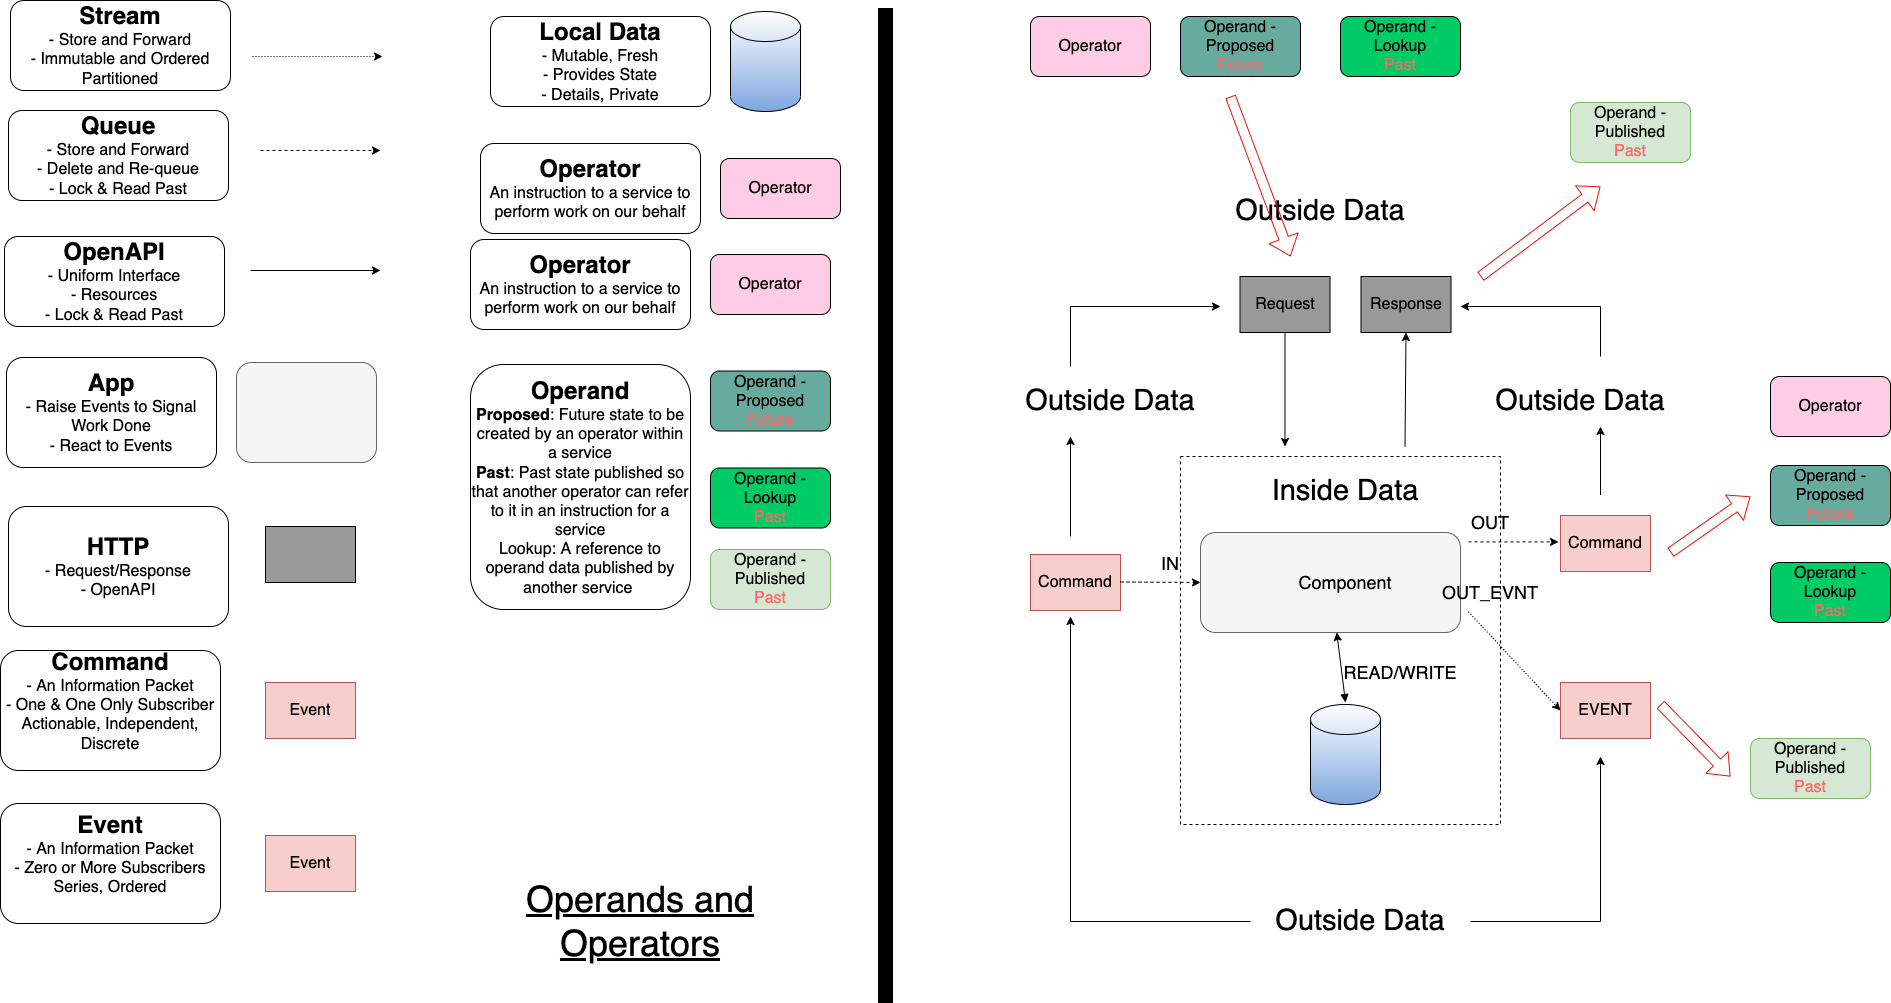 Stream
- Store and Forward
- Immutable and Ordered
Partitioned
Queue
- Store and Forward
- Delete and Re-queue
- Lock & Read Past
OpenAPI
- Uniform Interface
- Resources
- Lock & Read Past
App
- Raise Events to Signal
Work Done
- React to Events
HTTP
- Request/Response
- OpenAPI
Command
- An Information Packet
- One & One Only Subscriber
Actionable, Independent,
Discrete
Event
Event
- An Information Packet
- Zero or More Subscribers
Series, Ordered
Event
Local Data
- Mutable, Fresh
- Provides State
- Details, Private
Operator
An instruction to a service to
perform work on our behalf
Operator
Operator
An instruction to a service to
perform work on our behalf
Operator
Operand
Proposed: Future state to be
created by an operator within
a service
Past: Past state published so
that another operator can refer
to it in an instruction for a
service
Lookup: A reference to
operand data published by
another service
Operand -
Proposed
Future
Operand -
Lookup
Past
Operand -
Published
Past
Operands and
Operators
Operator
Operand -
Proposed
Future
Operand -
Lookup
Past
Operand -
Published
Past
Outside Data
Request
Response
Outside Data
Outside Data
Operator
Operand -
Proposed
Future
Operand -
Lookup
Past
Inside Data
OUT
Command
IN
Command
Component
OUT_EVNT
READ/WRITE
EVENT
Operand -
Published
Past
Outside Data